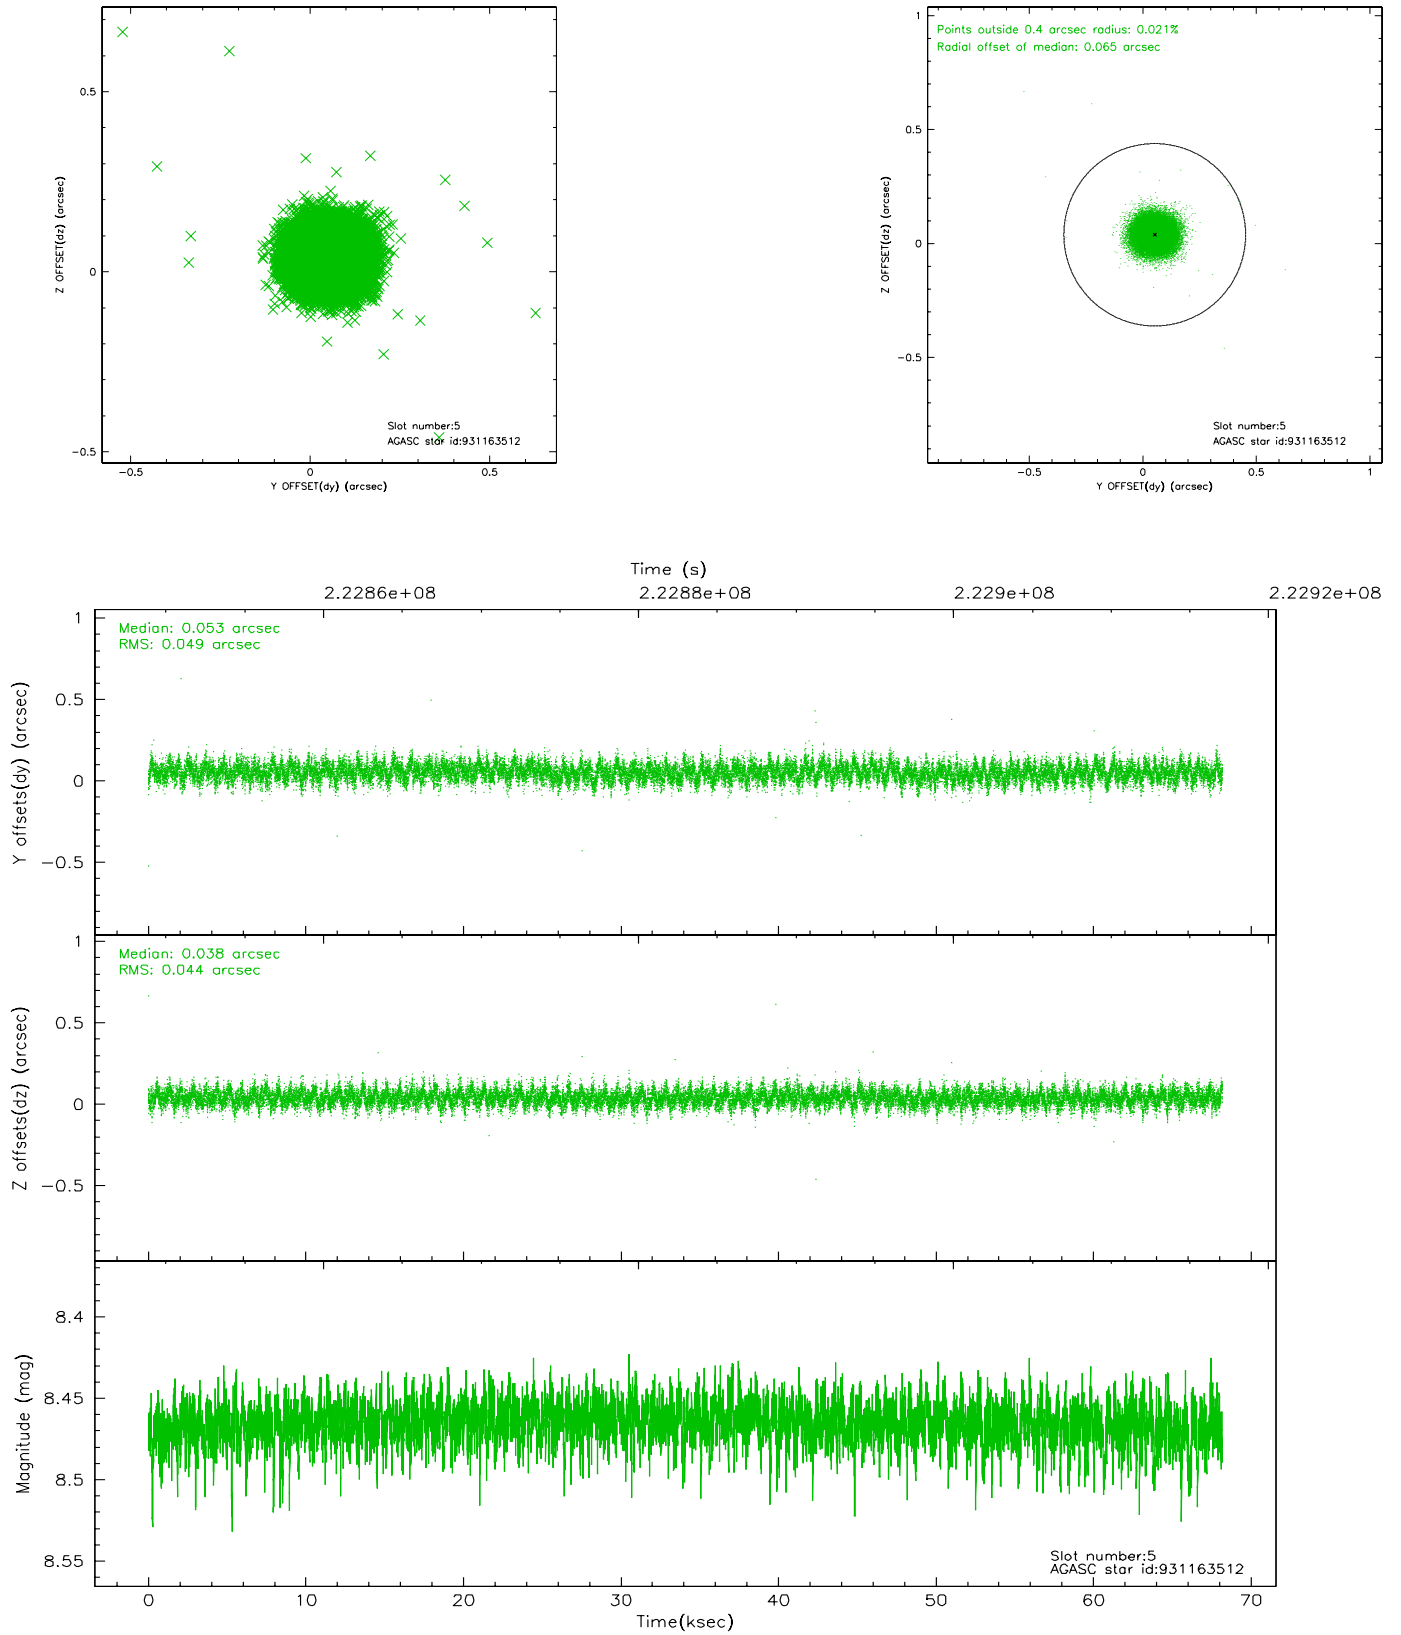 0.5
0
-0.5
Z OFFSET(dz) (arcsec)
Slot number:5
AGASC star id:931163512
-0.5
0
0.5
Y OFFSET(dy) (arcsec)
Points outside 0.4 arcsec radius: 0.021%
Radial offset of median: 0.065 arcsec
1
0.5
0
-0.5
Z OFFSET(dz) (arcsec)
Slot number:5
AGASC star id:931163512
-0.5
0
0.5
1
Y OFFSET(dy) (arcsec)
Time (s)
2.2286e+08
2.2288e+08
2.229e+08
2.2292e+08
Median: 0.053 arcsec
RMS: 0.049 arcsec
1
0.5
0
-0.5
Y offsets(dy) (arcsec)
Median: 0.038 arcsec
RMS: 0.044 arcsec
1
0.5
0
-0.5
Z offsets(dz) (arcsec)
8.4
8.45
8.5
8.55
Magnitude (mag)
Slot number:5
AGASC star id:931163512
0
10
20
30
40
50
60
70
Time(ksec)